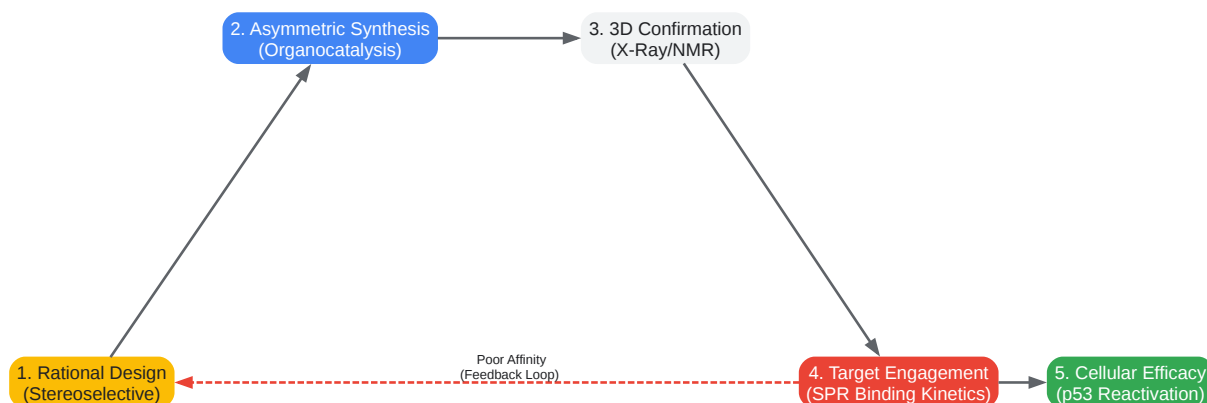 2. Asymmetric Synthesis
(Organocatalysis)
3. 3D Confirmation
(X-Ray/NMR)
1. Rational Design
(Stereoselective)
Poor Affinity
(Feedback Loop)
4. Target Engagement
(SPR Binding Kinetics)
5. Cellular Efficacy
(p53 Reactivation)